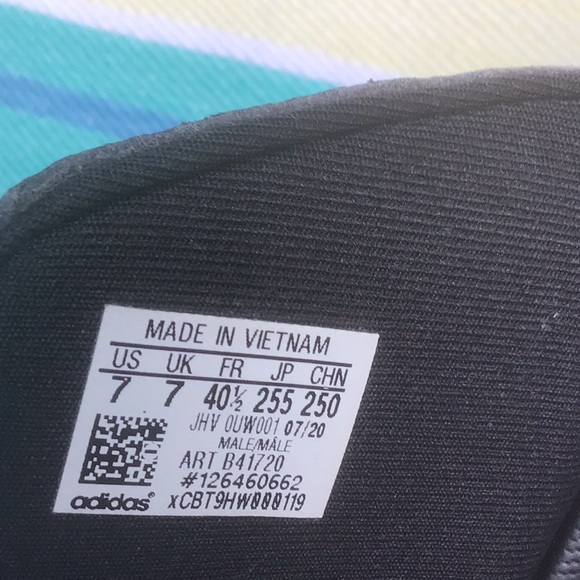 MADE IN VIETNAM
US UK FR JP CHN
7 7 40½ 255 250
JHV 0UW001 07/20
MALE/MÂLE
ART B41720
#126460662
adidas® xCBT9HW000119